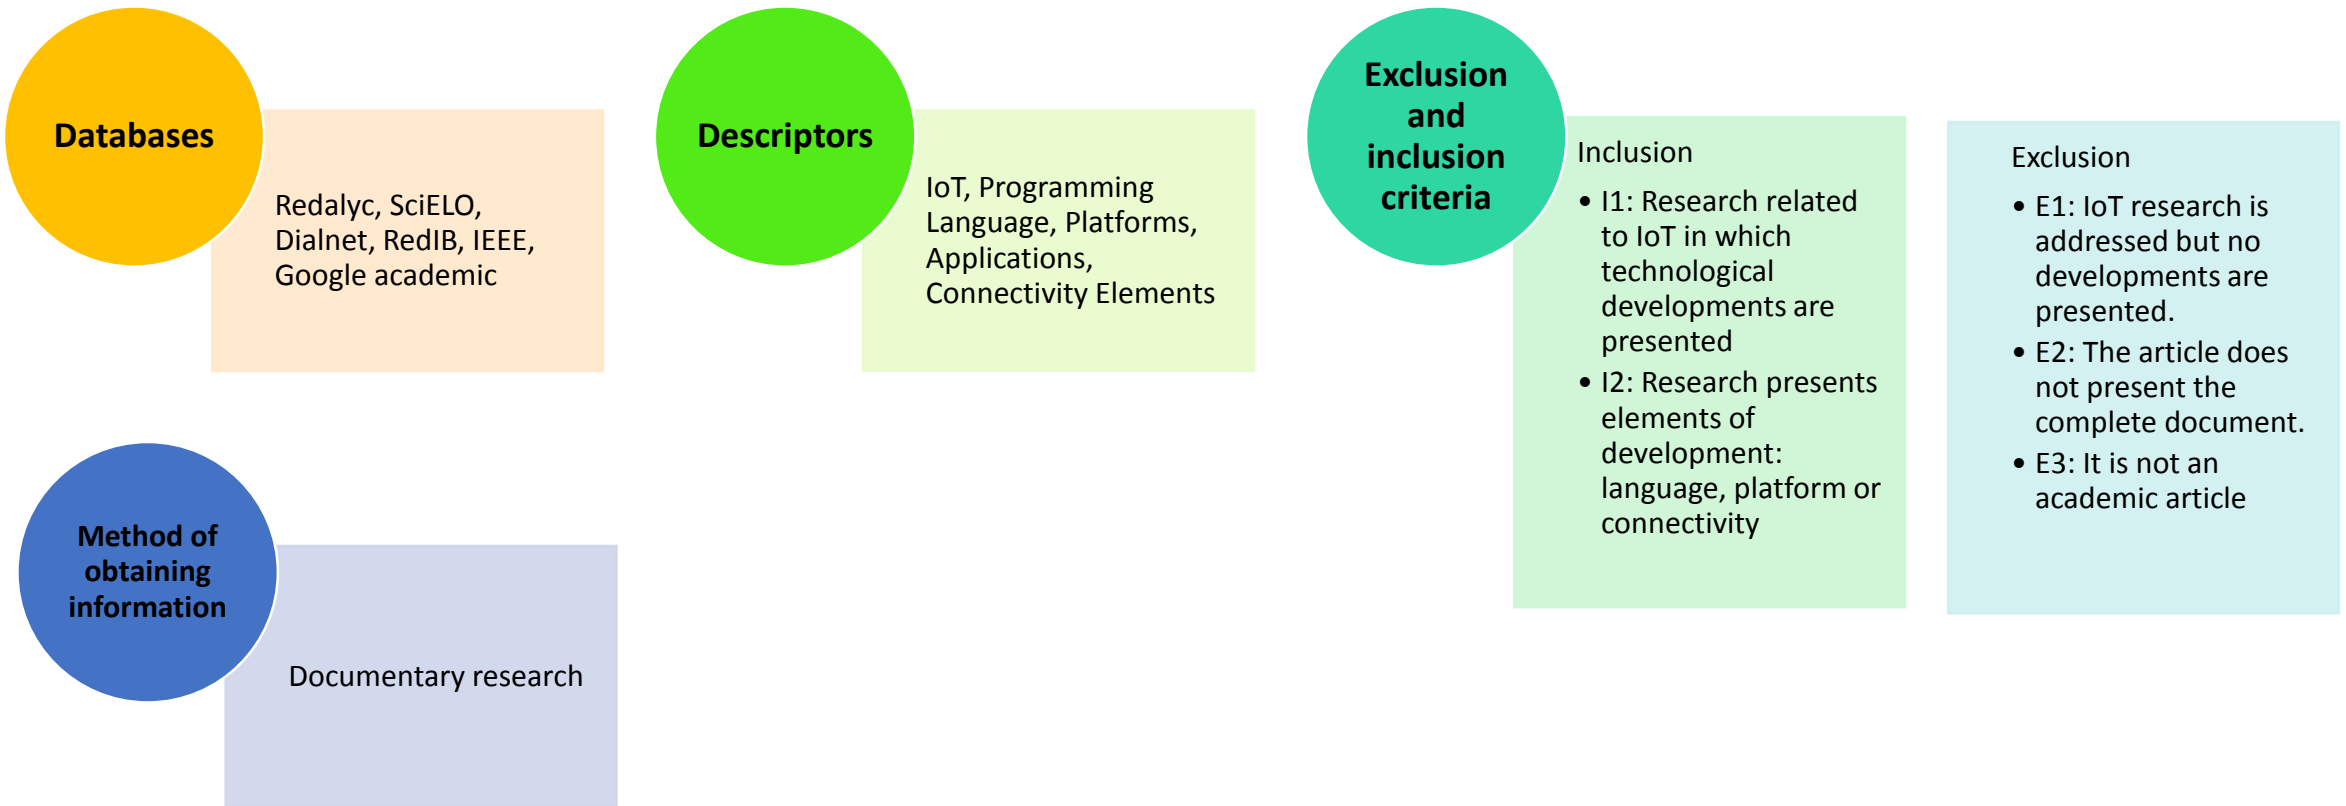 Databases
Redalyc, SciELO,
Dialnet, RedIB, IEEE,
Google academic
Descriptors
IoT, Programming
Language, Platforms,
Applications,
Connectivity Elements
Exclusion
and
inclusion
criteria
Inclusion
• I1: Research related
to IoT in which
technological
developments are
presented
• I2: Research presents
elements of
development:
language, platform or
connectivity
Exclusion
• E1: IoT research is
addressed but no
developments are
presented.
• E2: The article does
not present the
complete document.
• E3: It is not an
academic article
Method of
obtaining
information
Documentary research